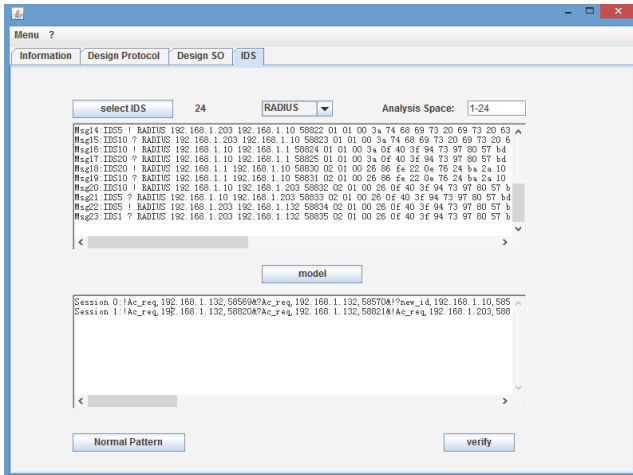 Menu ?
Information Design Protocol Design SO IDS
select IDS 24 RADIUS Analysis Space: 1-24
Msg14:IDS5 ! RADIUS 192.168.1.203 192.168.1.10 58822 01 01 00 3a 74 68 69 73 20 69 73 20 63
Msg15:IDS10 ? RADIUS 192.168.1.203 192.168.1.10 58823 01 01 00 3a 74 68 69 73 20 69 73 20 6
Msg16:IDS10 ! RADIUS 192.168.1.10 192.168.1.1 58824 01 01 00 3a 0f 40 3f 94 73 97 80 57 bd
Msg17:IDS20 ? RADIUS 192.168.1.10 192.168.1.1 58825 01 01 00 3a 0f 40 3f 94 73 97 80 57 bd
Msg18:IDS20 ! RADIUS 192.168.1.1 192.168.1.10 58830 02 01 00 26 86 fe 22 0e 76 24 ba 2a 10
Msg19:IDS10 ? RADIUS 192.168.1.1 192.168.1.10 58831 02 01 00 26 86 fe 22 0e 76 24 ba 2a 10
Msg20:IDS10 ! RADIUS 192.168.1.10 192.168.1.203 58832 02 01 00 26 0f 40 3f 94 73 97 80 57 b
Msg21:IDS5 ? RADIUS 192.168.1.10 192.168.1.203 58833 02 01 00 26 0f 40 3f 94 73 97 80 57 bd
Msg22:IDS5 ! RADIUS 192.168.1.203 192.168.1.132 58834 02 01 00 26 0f 40 3f 94 73 97 80 57 b
Msg23:IDS1 ? RADIUS 192.168.1.203 192.168.1.132 58835 02 01 00 26 0f 40 3f 94 73 97 80 57 b
model
Session 0:!Ac_req,192.168.1.132,58569&?Ac_req,192.168.1.132,58570&!?new_id,192.168.1.10,585
Session 1:!Ac_req,192.168.1.132,58820&?Ac_req,192.168.1.132,58821&!Ac_req,192.168.1.203,588
Normal Pattern verify